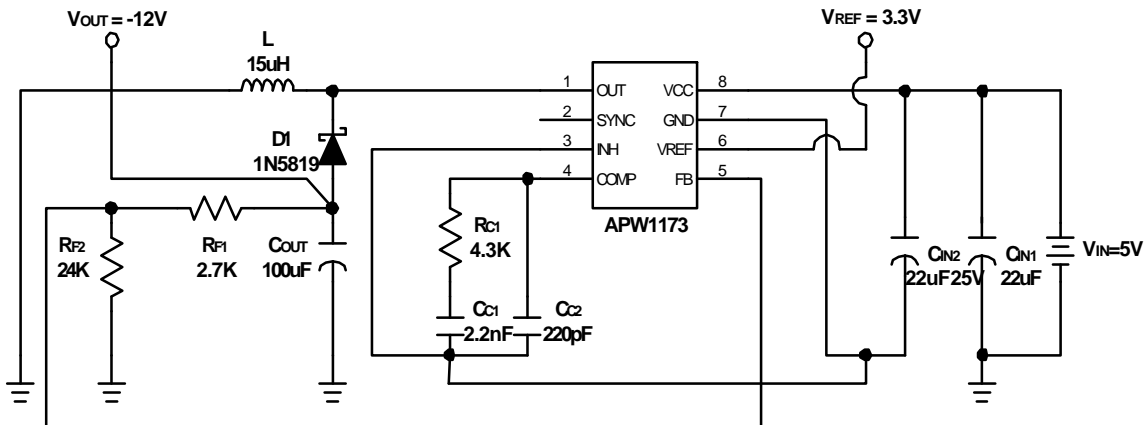 VOUT = -12V
VREF = 3.3V
L
15uH
1 OUT VCC 8
2 SYNC GND 7
3 INH VREF 6
4 COMP FB 5
APW1173
D1
1N5819
RF2
24K
RF1
2.7K
COUT
100uF
RC1
4.3K
CC1
2.2nF
CC2
220pF
CIN2
22uF25V
CIN1
22uF
VIN=5V